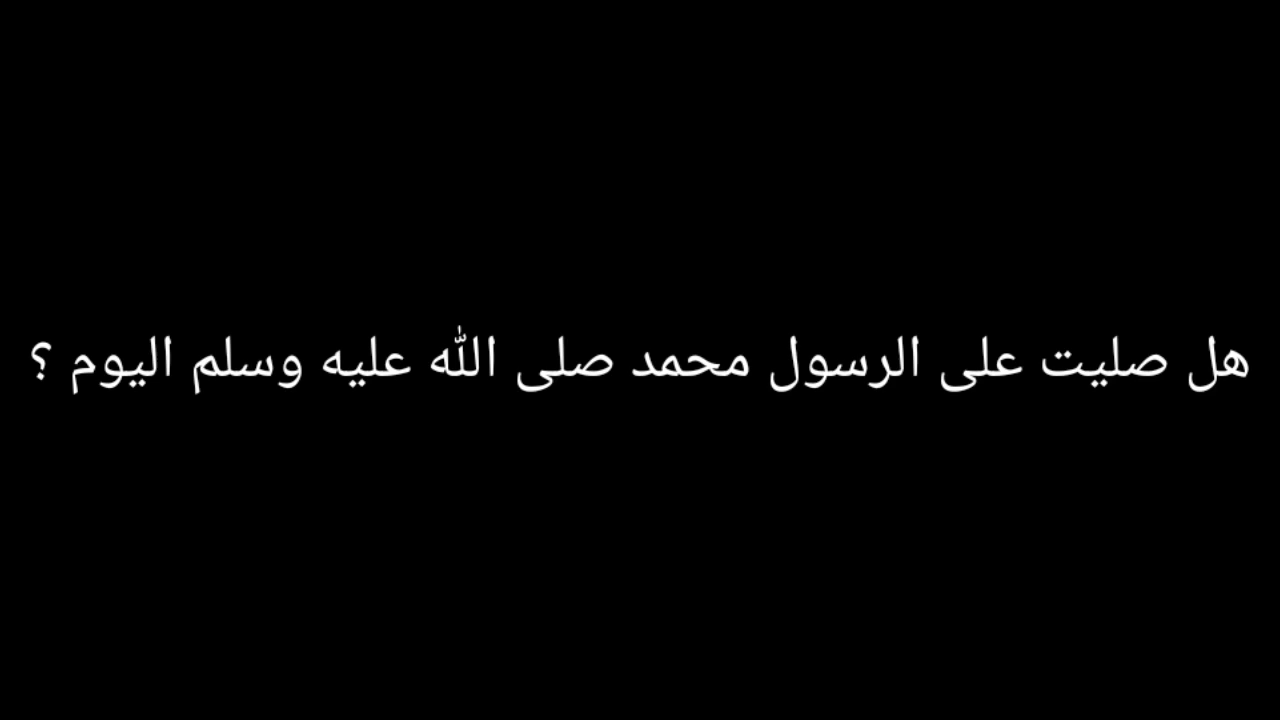 هل صليت على الرسول محمد صلى الله عليه وسلم اليوم ؟